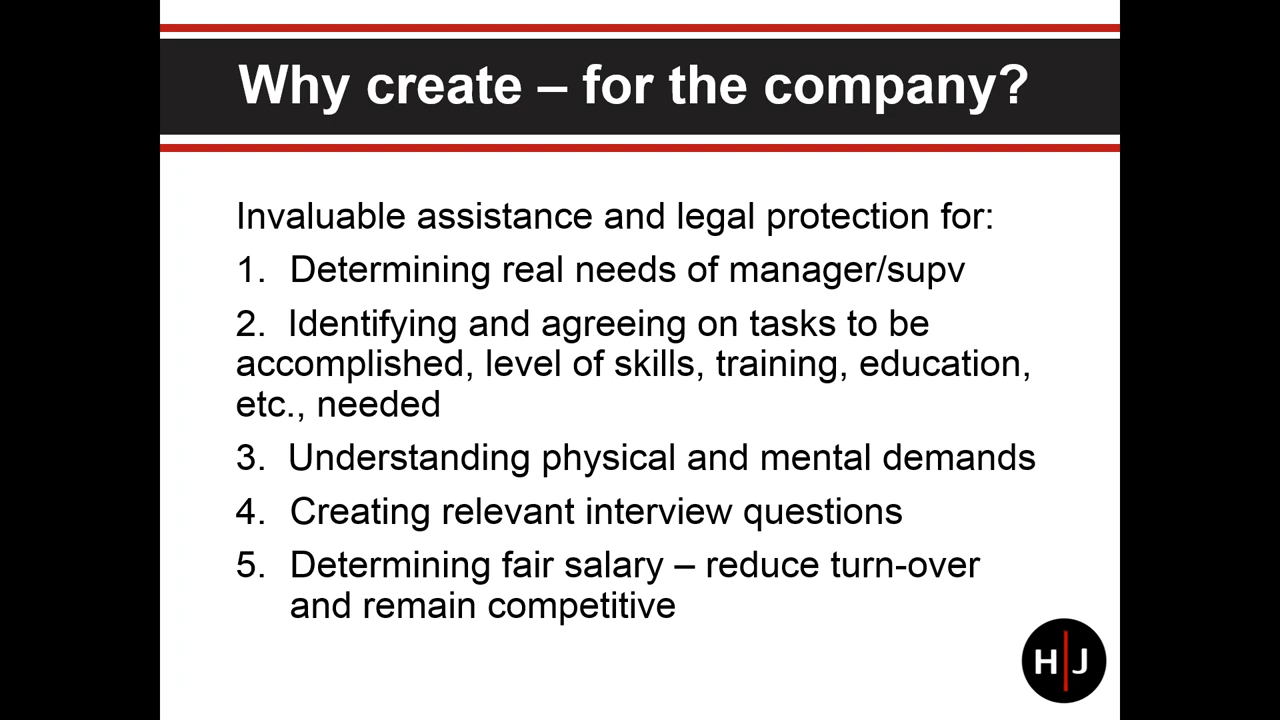 Why create – for the company?
Invaluable assistance and legal protection for:
1. Determining real needs of manager/supv
2. Identifying and agreeing on tasks to be
accomplished, level of skills, training, education,
etc., needed
3. Understanding physical and mental demands
4. Creating relevant interview questions
5. Determining fair salary – reduce turn-over
and remain competitive
H|J